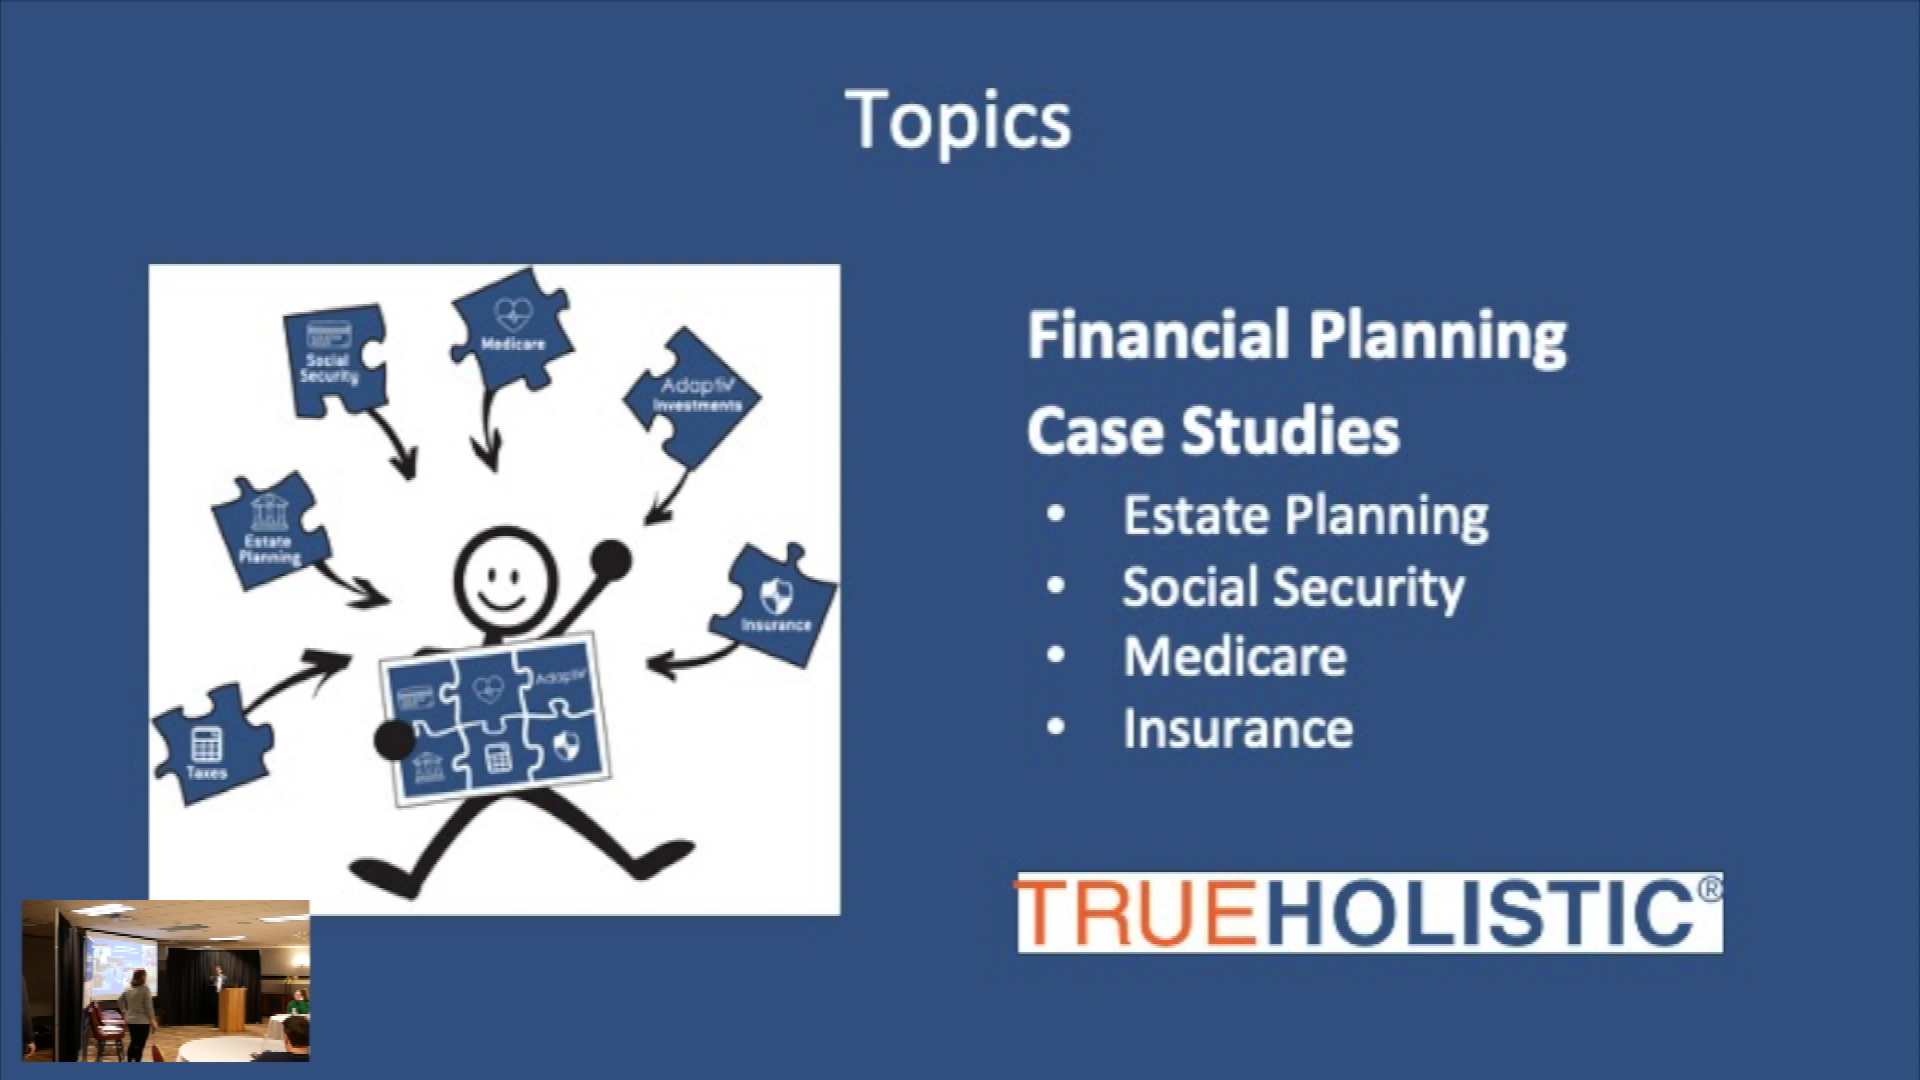 Topics
Social
Security
Medicare
Adaptiv
Investments
Estate
Planning
Insurance
Taxes
Adaptiv
Financial Planning
Case Studies
• Estate Planning
• Social Security
• Medicare
• Insurance
TRUEHOLISTIC®